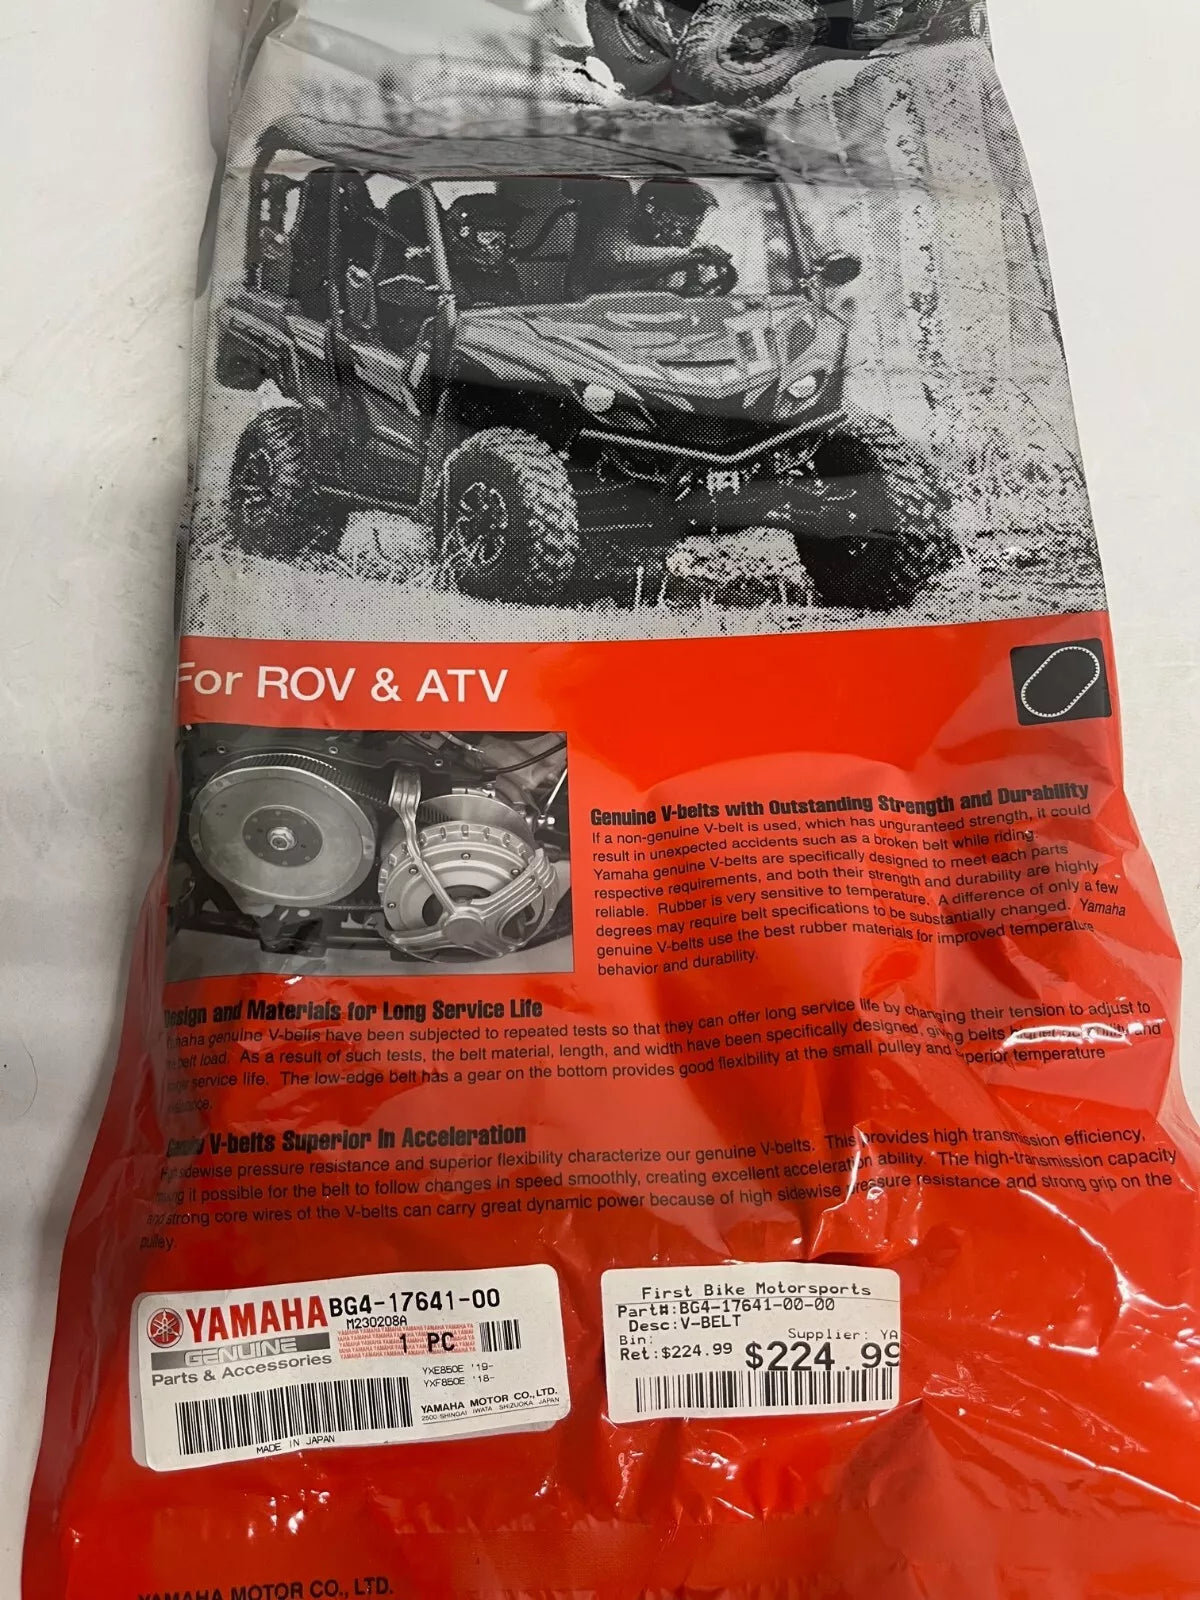 For ROV & ATV
Genuine V-belts with Outstanding Strength and Durability
If a non-genuine V-belt is used, which has unguranteed strength, it could
result in unexpected accidents such as a broken belt while riding.
Yamaha genuine V-belts are specifically designed to meet each parts
respective requirements, and both their strength and durability are highly
reliable. Rubber is very sensitive to temperature. A difference of only a few
degrees may require belt specifications to be substantially changed. Yamaha
genuine V-belts use the best rubber materials for improved temperature
behavior and durability.
Design and Materials for Long Service Life
genuine V-bells have been subjected to repeated tests so that they can offer long service life by changing their tension to adjust to
belt load. As a result of such tests, the belt material, length, and width have been specifically designed, giving belts and
service life. The low-edge belt has a gear on the bottom provides good flexibility at the small pulley and superior temperature
V-belts Superior in Acceleration
High sidewise pressure resistance and superior flexibility characterize our genuine V-belts. This provides high transmission efficiency,
it possible for the belt to follow changes in speed smoothly, creating excellent acceleration ability. The high-transmission capacity
and strong core wires of the V-belts can carry great dynamic power because of high sidewise pressure resistance and strong grip on the
pulley.
YAMAHA
GENUINE
Parts & Accessories
BG4-17641-00
M230208A
1 PC
YXE850E '19-
YXF850E '18-
YAMAHA MOTOR CO.,LTD.
2500 SHINGAI IWATA SHIZUOKA JAPAN
MADE IN JAPAN
First Bike Motorsports
Part#:BG4-17641-00-00
Desc:V-BELT
Bin: Supplier: YA
Ret:$224.99 $224.99
YAMAHA MOTOR CO., LTD.